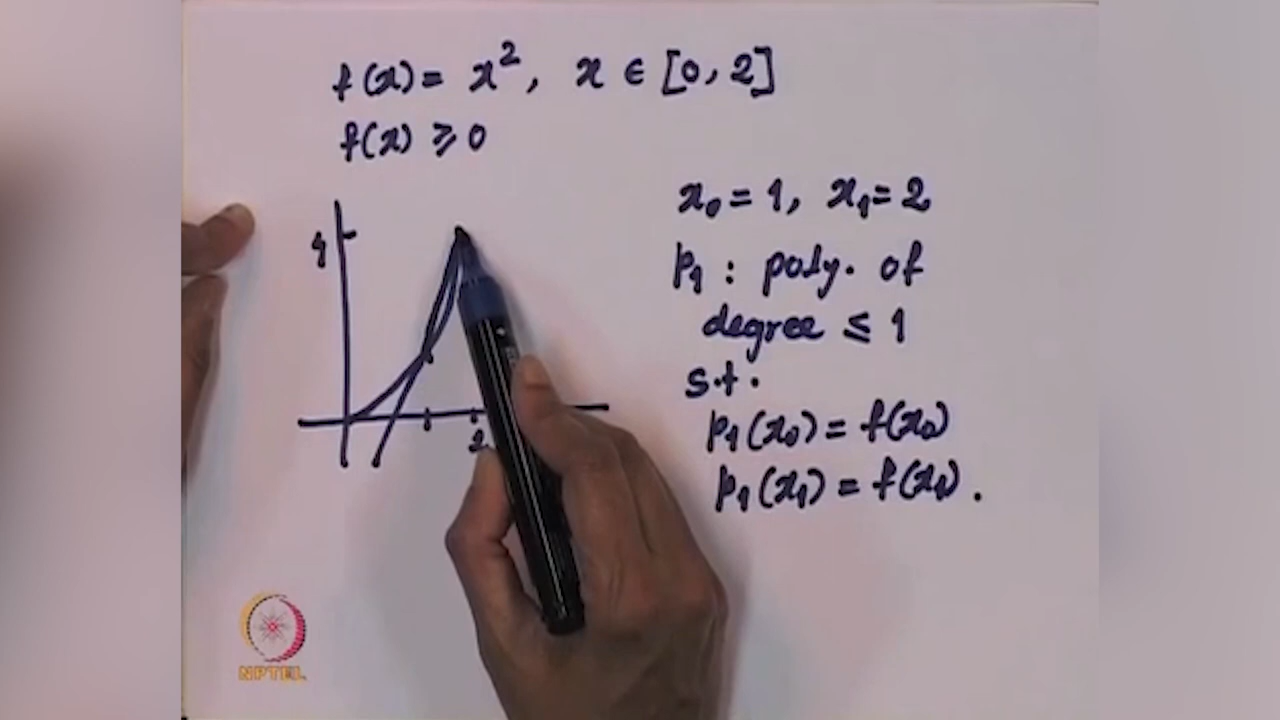 f(x) = x², x ∈ [0, 2]
f(x) ≥ 0
x₀ = 1, x₁ = 2
p₁ : poly. of
degree ≤ 1
s.t.
p₁(x₀) = f(x₀)
p₁(x₁) = f(x₁).
4
2
NPTEL